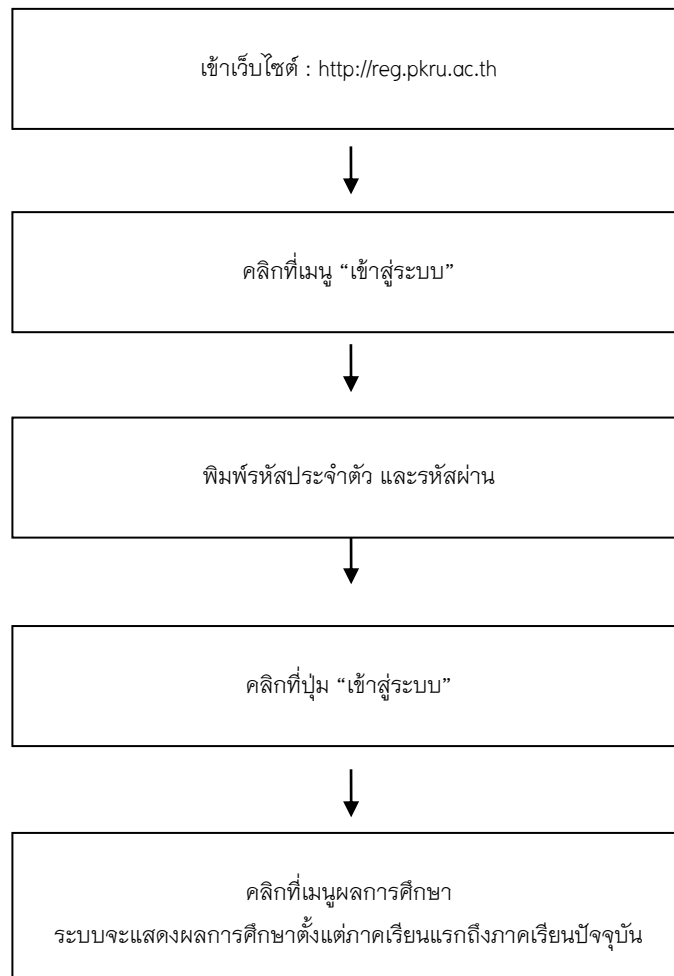 เข้าเว็บไซต์ : http://reg.pkru.ac.th
คลิกที่เมนู “เข้าสู่ระบบ”
พิมพ์รหัสประจำตัว และรหัสผ่าน
คลิกที่ปุ่ม “เข้าสู่ระบบ”
คลิกที่เมนูผลการศึกษา
ระบบจะแสดงผลการศึกษาตั้งแต่ภาคเรียนแรกถึงภาคเรียนปัจจุบัน